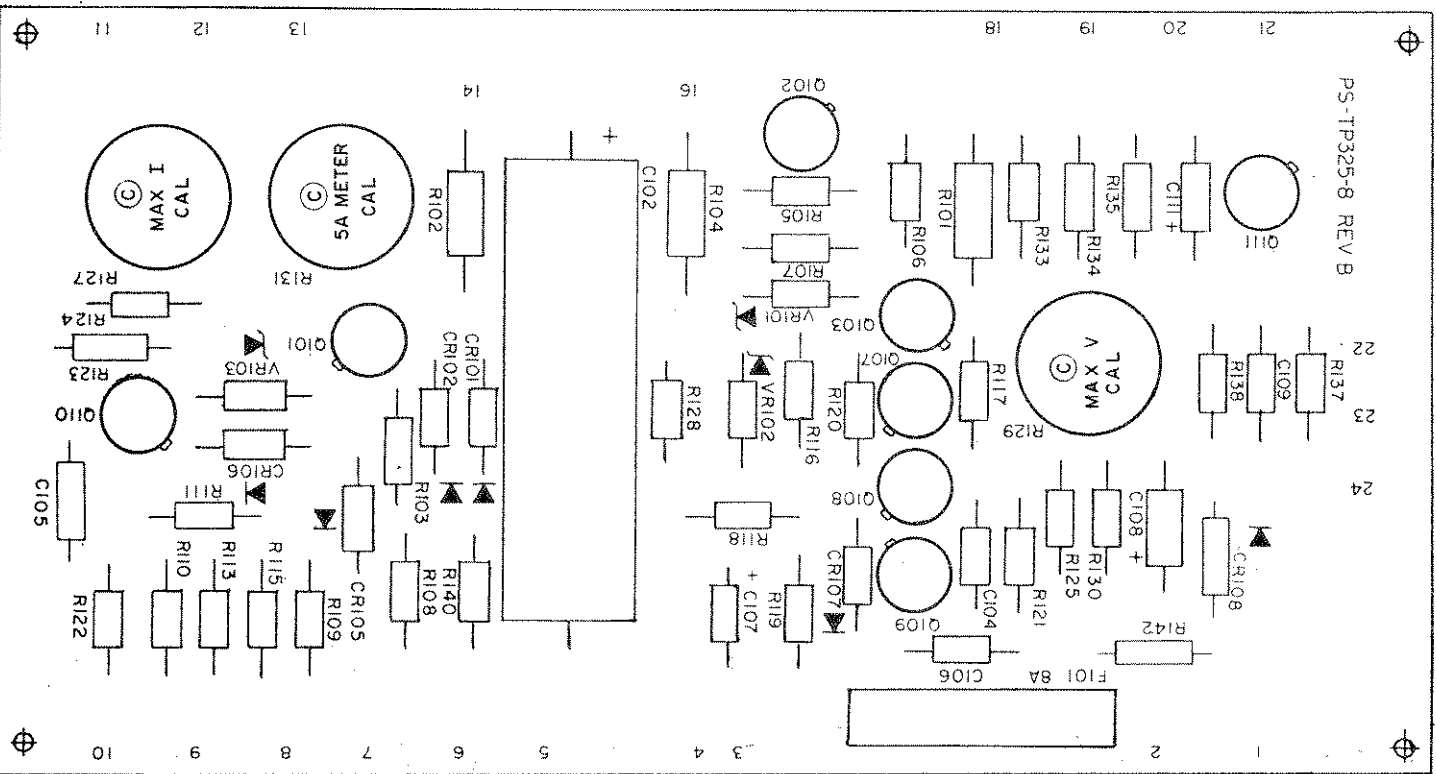 11
12
13
18
19
20
21
14
16
Q102
PS-TP325-8 REV B
C
MAX I
CAL
C
5A METER
CAL
R102
+
C102
R104
R105
R106
R101
R133
R134
R135
C111 +
Q111
R107
VR101
R127
R131
R124
R123
VR103
Q101
CR102
CR101
Q103
Q107
C
MAX V
CAL
R129
22
23
24
R138
C109
R137
Q110
CR106
R103
R128
VR102
R116
R120
R117
C105
R111
CR105
R118
Q108
CR107
R125
R130
C108 +
CR108
R122
R110
R113
R115
R109
R108
R140
+ C107
R119
Q109
C104
R121
R142
C106
F101 8A
10
9
8
7
6
5
4
3
2
1